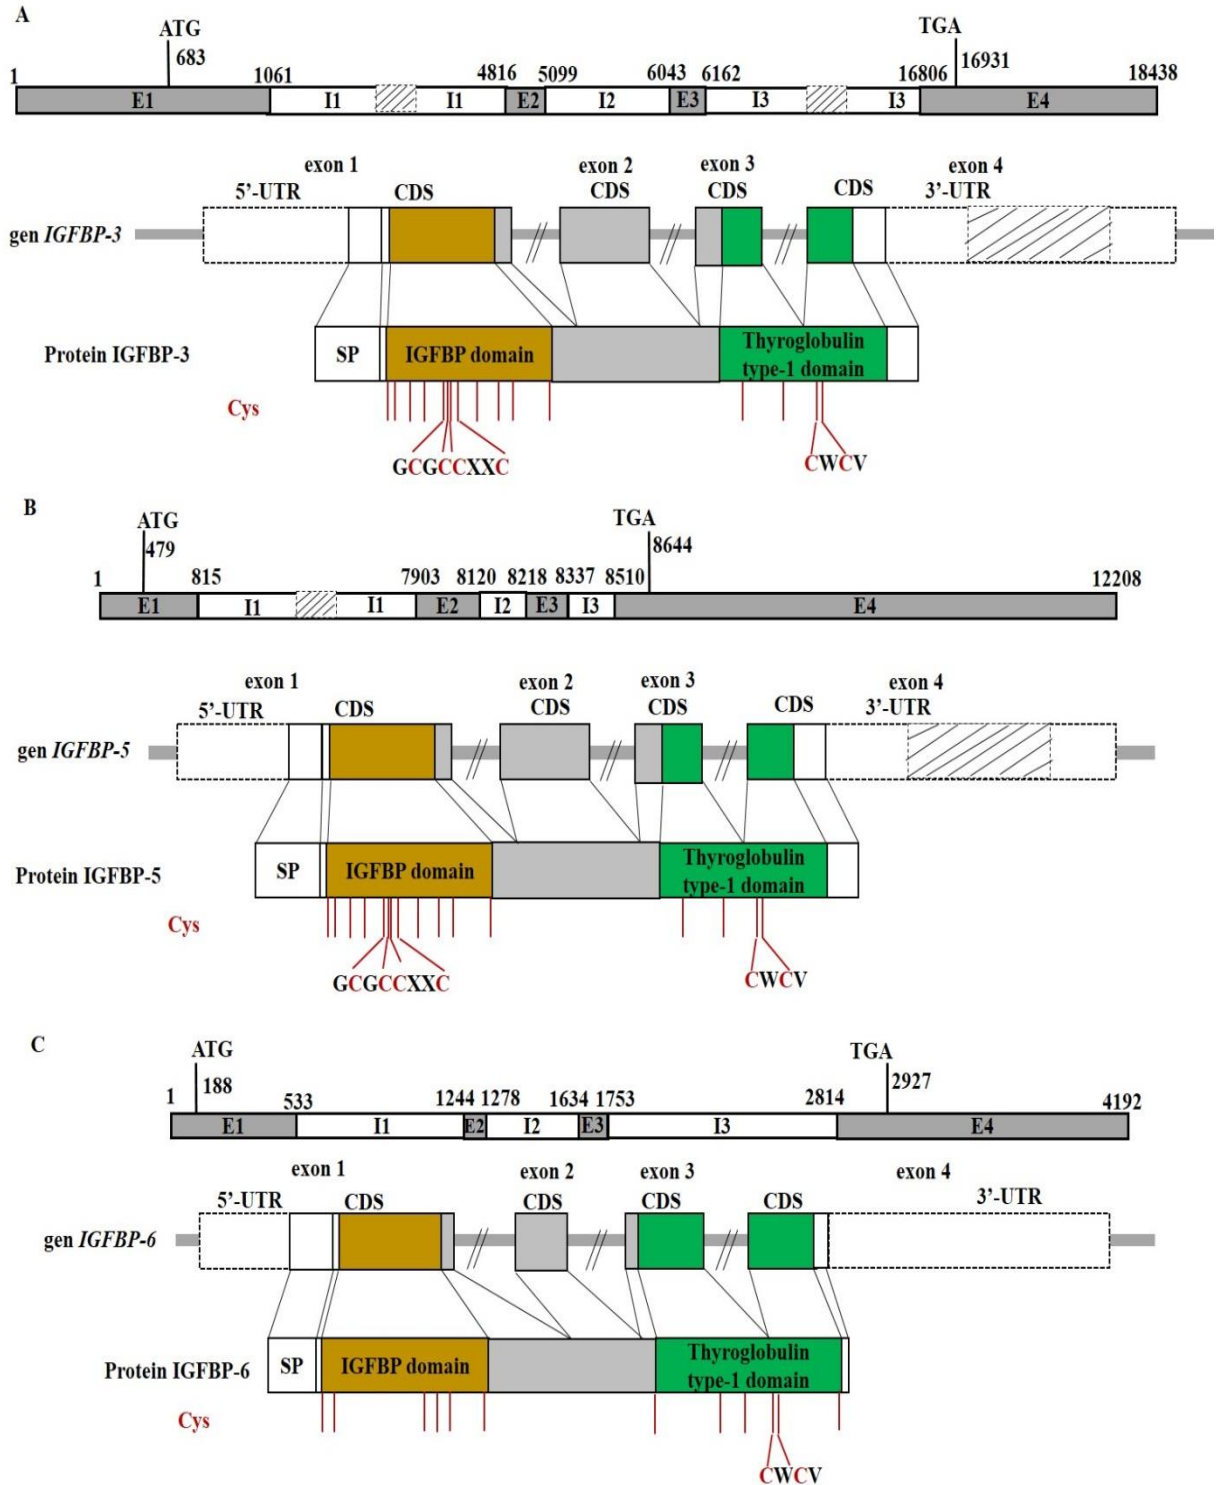 A
ATG
TGA
683
16931
1
1061
4816
5099
6043
6162
16806
18438
E1
I1
I1
E2
I2
E3
I3
I3
E4
exon 1
exon 2
exon 3
exon 4
5’-UTR
CDS
CDS
CDS
CDS
3’-UTR
gen IGFBP-3
Protein IGFBP-3
SP
IGFBP domain
Thyroglobulin
type-1 domain
Cys
GCGCCXXC
CWCV
B
ATG
TGA
479
8644
1
815
7903
8120
8218
8337
8510
12208
E1
I1
I1
E2
I2
E3
I3
E4
exon 1
exon 2
exon 3
exon 4
5’-UTR
CDS
CDS
CDS
CDS
3’-UTR
gen IGFBP-5
Protein IGFBP-5
SP
IGFBP domain
Thyroglobulin
type-1 domain
Cys
GCGCCXXC
CWCV
C
ATG
TGA
188
2927
1
533
1244
1278
1634
1753
2814
4192
E1
I1
E2
I2
E3
I3
E4
exon 1
exon 2
exon 3
exon 4
5’-UTR
CDS
CDS
CDS
CDS
3’-UTR
gen IGFBP-6
Protein IGFBP-6
SP
IGFBP domain
Thyroglobulin
type-1 domain
Cys
CWCV